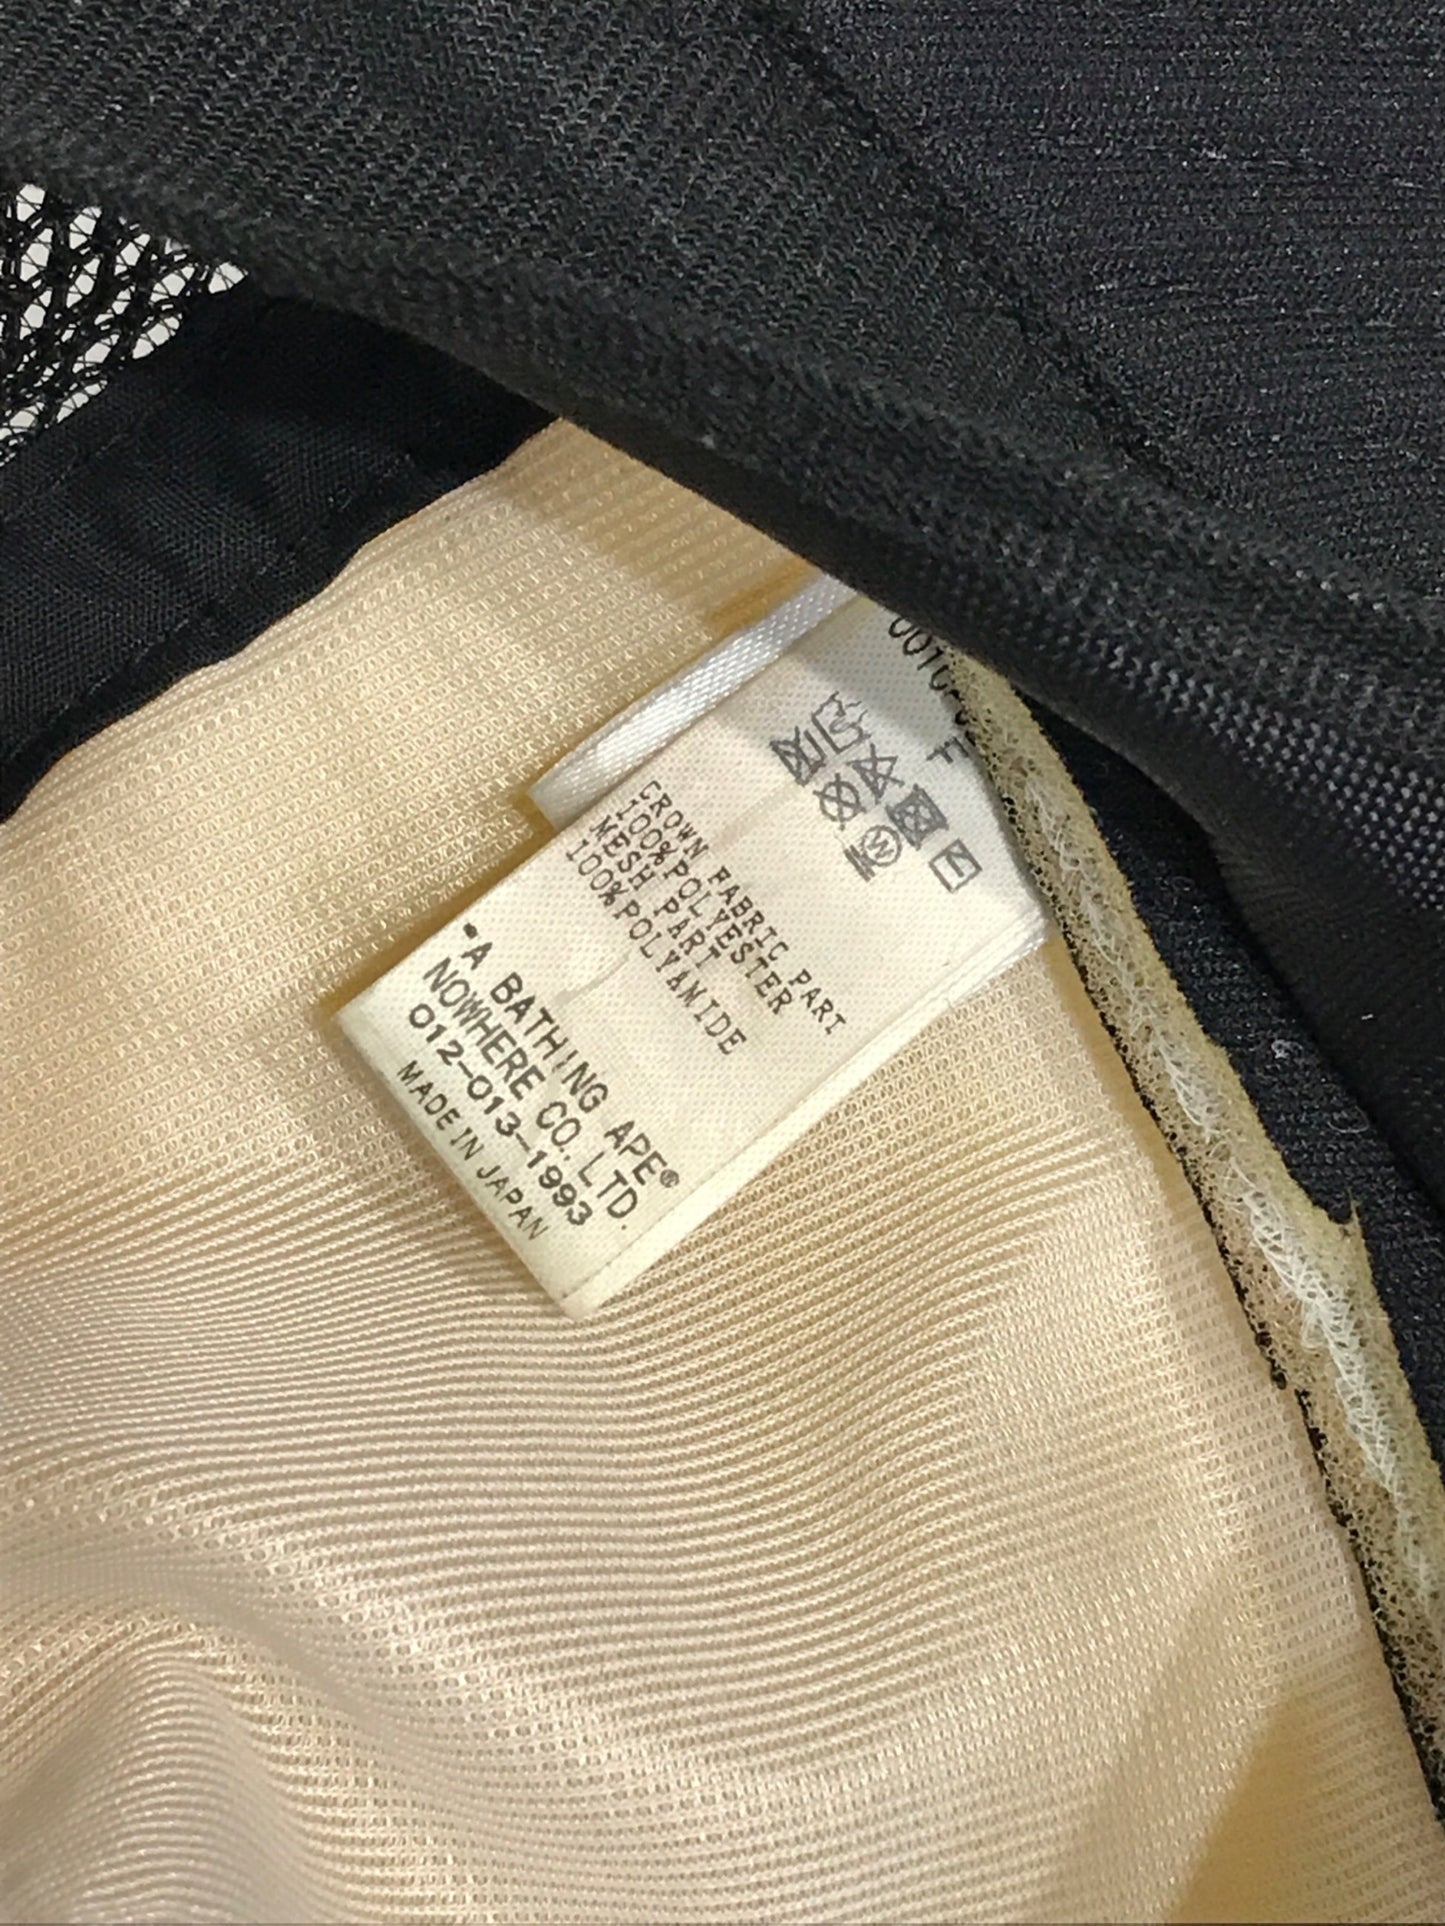 F
CROWN FABRIC PART
100%POLYESTER
MESH PART
100%POLYAMIDE
"A BATHING APE®
NOWHERE CO. LTD.
012-013-1993
MADE IN JAPAN